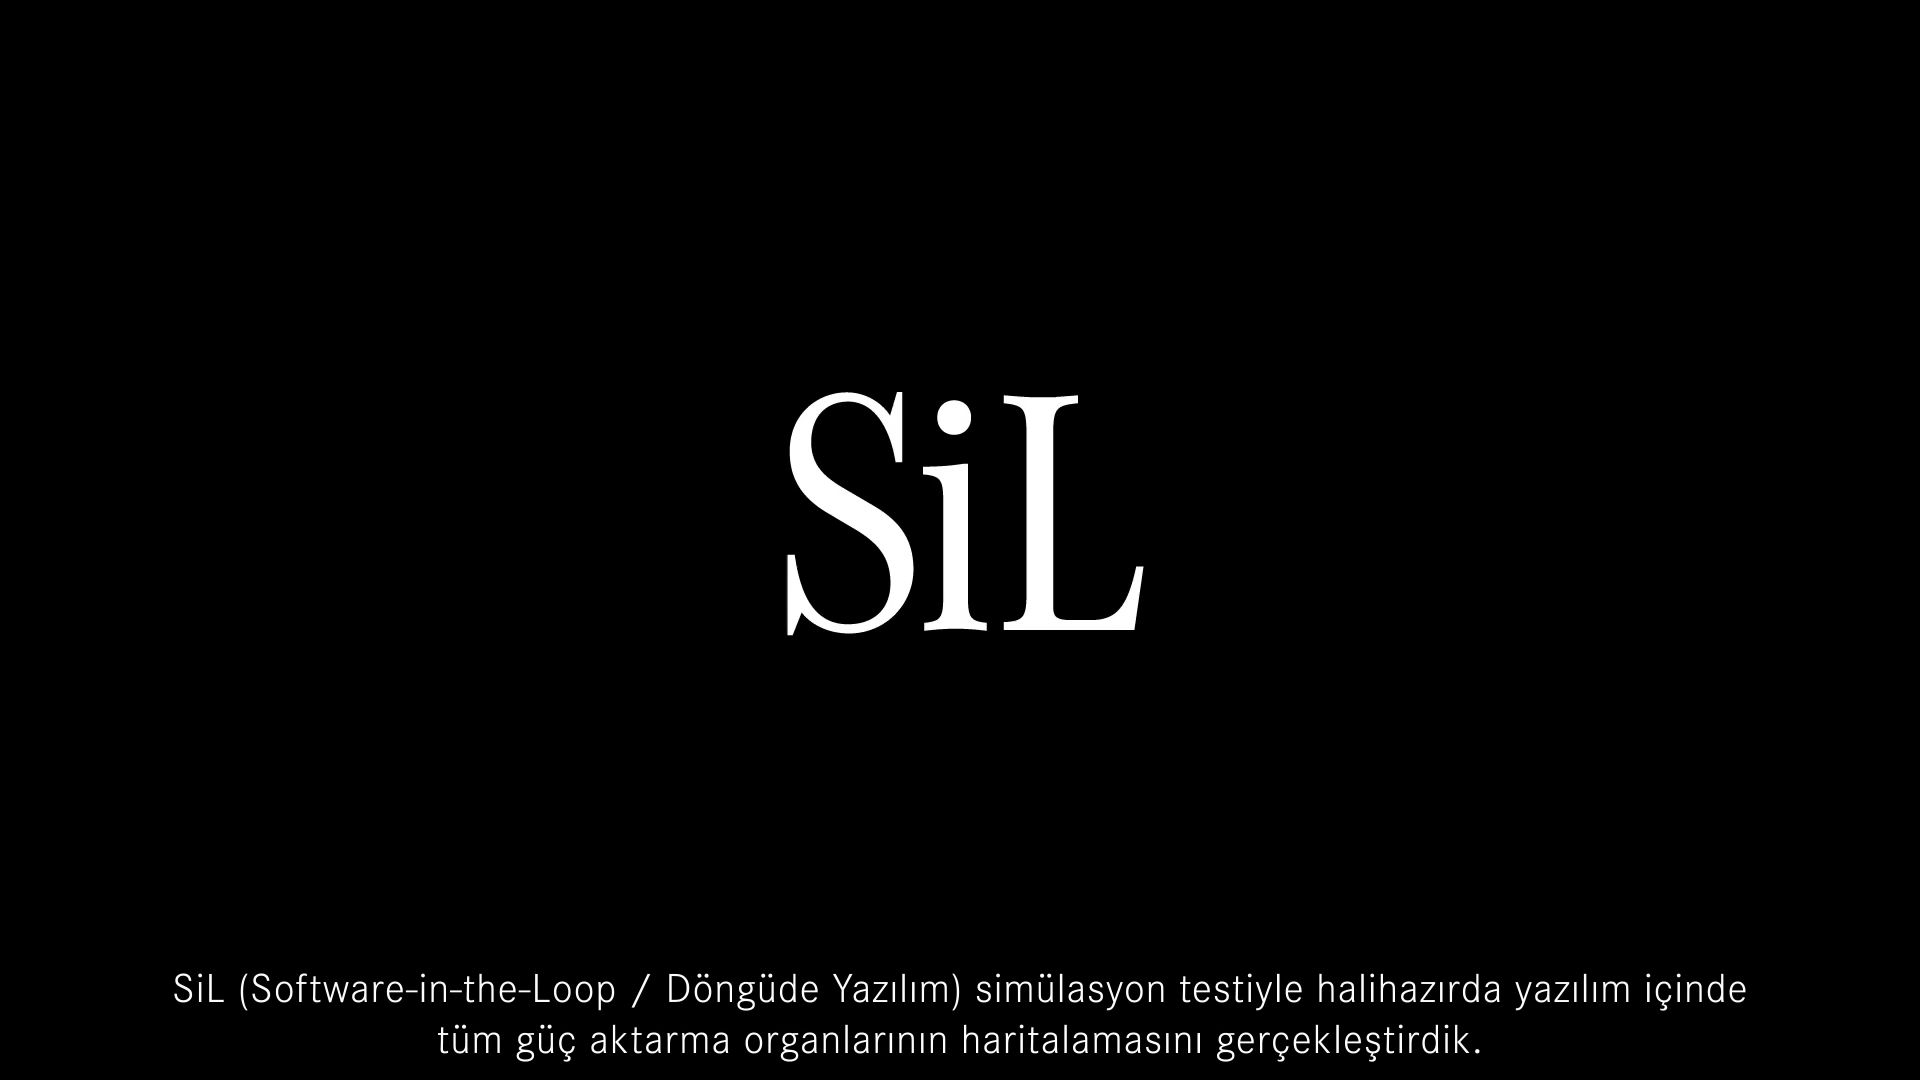 SiL
SiL (Software-in-the-Loop / Döngüde Yazılım) simülasyon testiyle halihazırda yazılım içinde
tüm güç aktarma organlarının haritalamasını gerçekleştirdik.